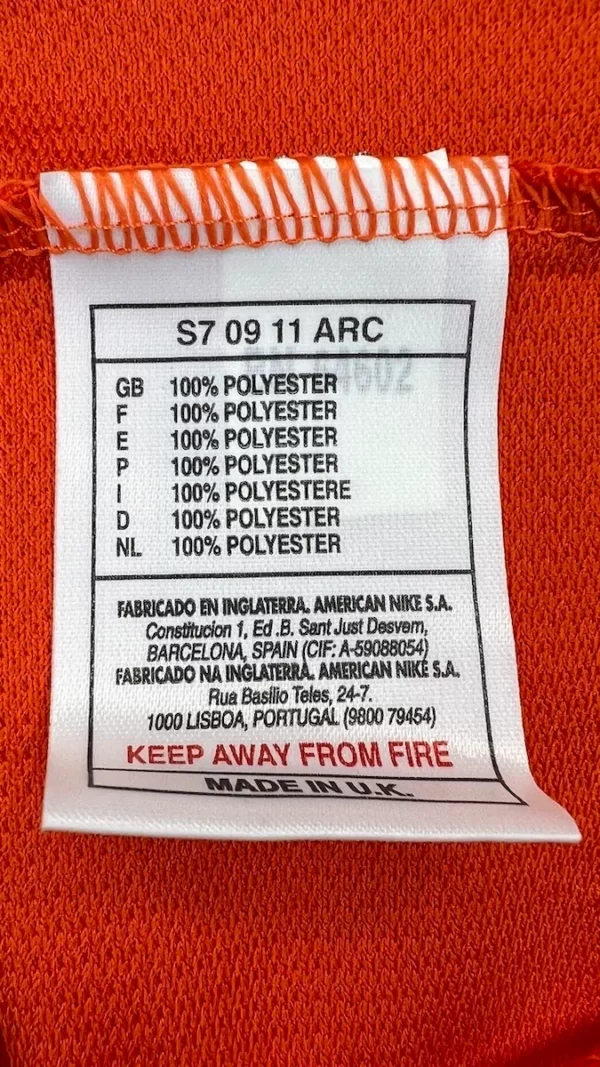 S7 09 11 ARC
GB 100% POLYESTER
F 100% POLYESTER
E 100% POLYESTER
P 100% POLYESTER
I 100% POLYESTERE
D 100% POLYESTER
NL 100% POLYESTER
FABRICADO EN INGLATERRA. AMERICAN NIKE S.A.
Constitucion 1, Ed .B. Sant Just Desvern,
BARCELONA, SPAIN (CIF: A-59088054)
FABRICADO NA INGLATERRA. AMERICAN NIKE S.A.
Rua Basilio Teles, 24-7.
1000 LISBOA, PORTUGAL (9800 79454)
KEEP AWAY FROM FIRE
MADE IN U.K.